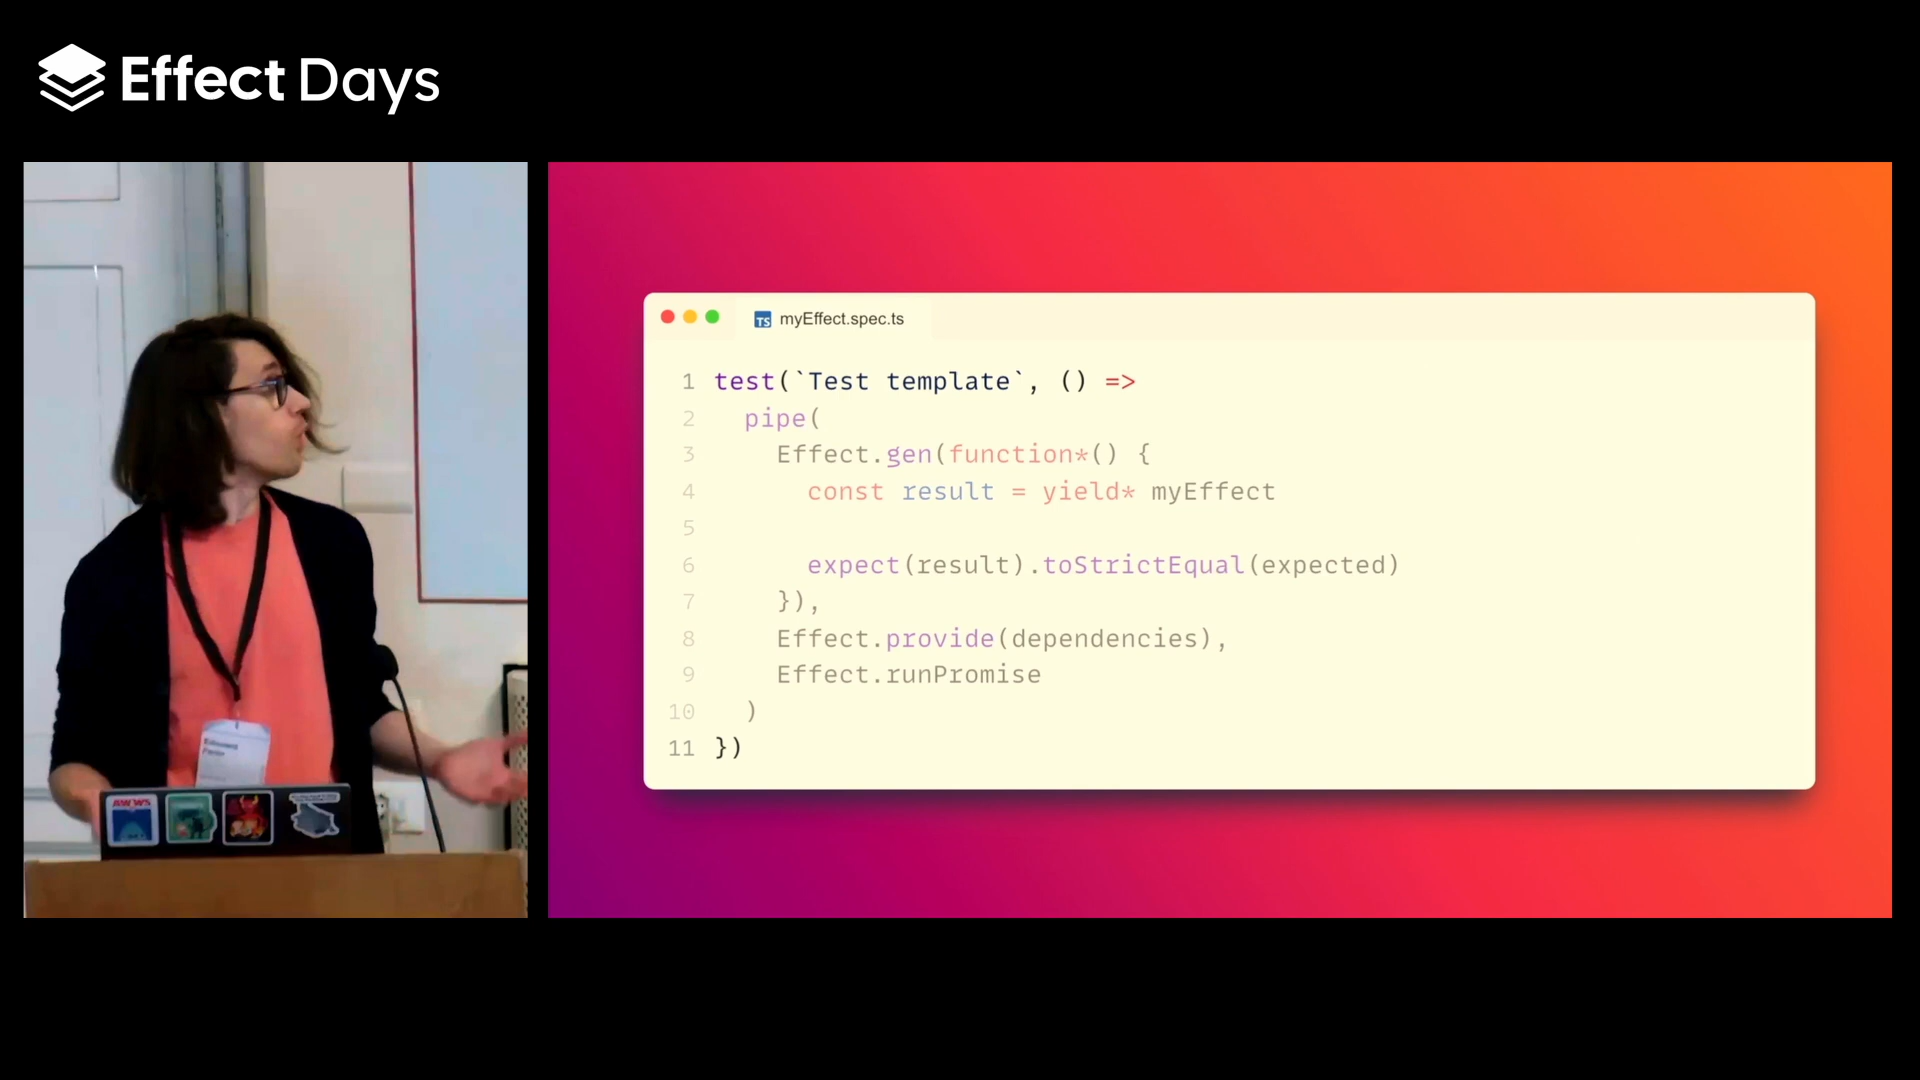 Effect Days
TS myEffect.spec.ts
1 test(`Test template`, () =>
2   pipe(
3     Effect.gen(function*() {
4       const result = yield* myEffect
5
6       expect(result).toStrictEqual(expected)
7     }),
8     Effect.provide(dependencies),
9     Effect.runPromise
10   )
11 })